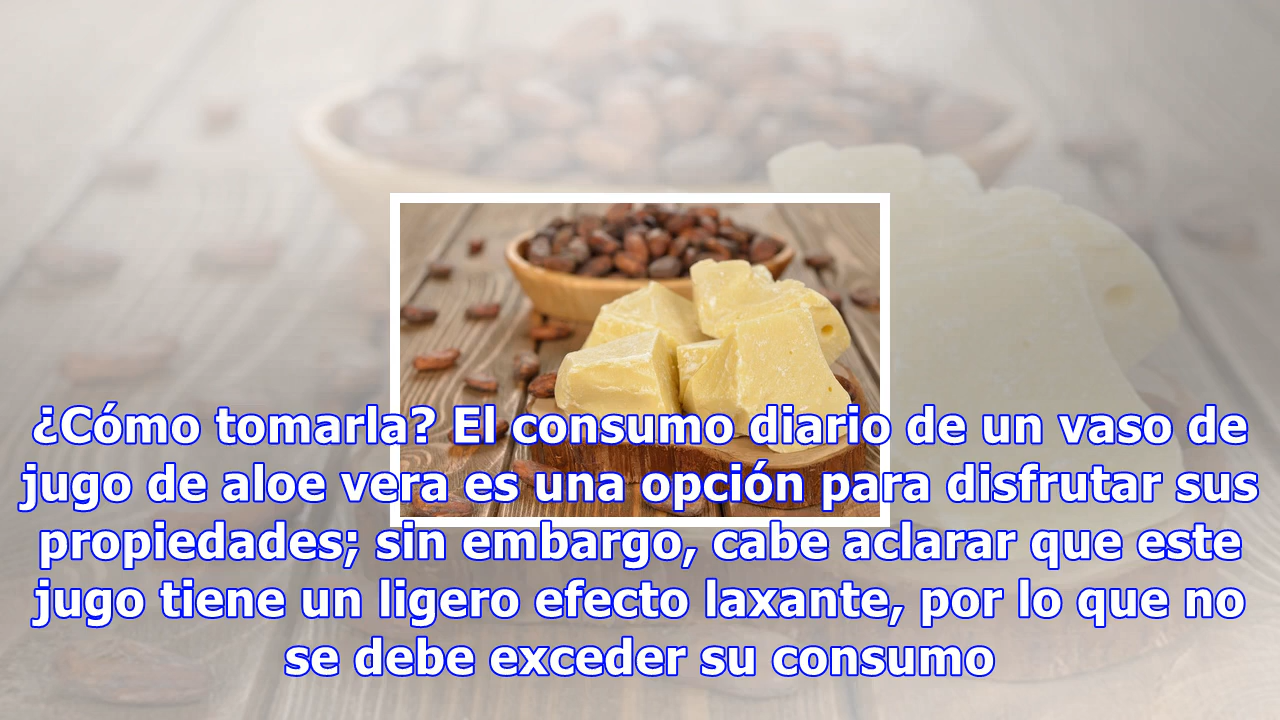 ¿Cómo tomarla? El consumo diario de un vaso de
jugo de aloe vera es una opción para disfrutar sus
propiedades; sin embargo, cabe aclarar que este
jugo tiene un ligero efecto laxante, por lo que no
se debe exceder su consumo